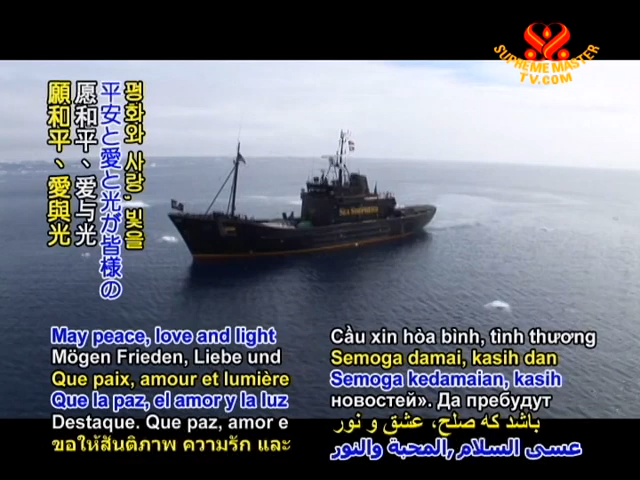 SUPREME MASTER
TV.COM
평화와 사랑, 빛을
平安と愛と光が皆様の
愿和平、爱与光
願和平、愛與光
SEA SHEPHERD
May peace, love and light
Mögen Frieden, Liebe und
Que paix, amour et lumière
Que la paz, el amor y la luz
Destaque. Que paz, amor e
ขอให้สันติภาพ ความรัก และ
Cầu xin hòa bình, tình thương
Semoga damai, kasih dan
Semoga kedamaian, kasih
новостей». Да пребудут
باشد که صلح، عشق و نور
عسى السلام ,المحبة والنور